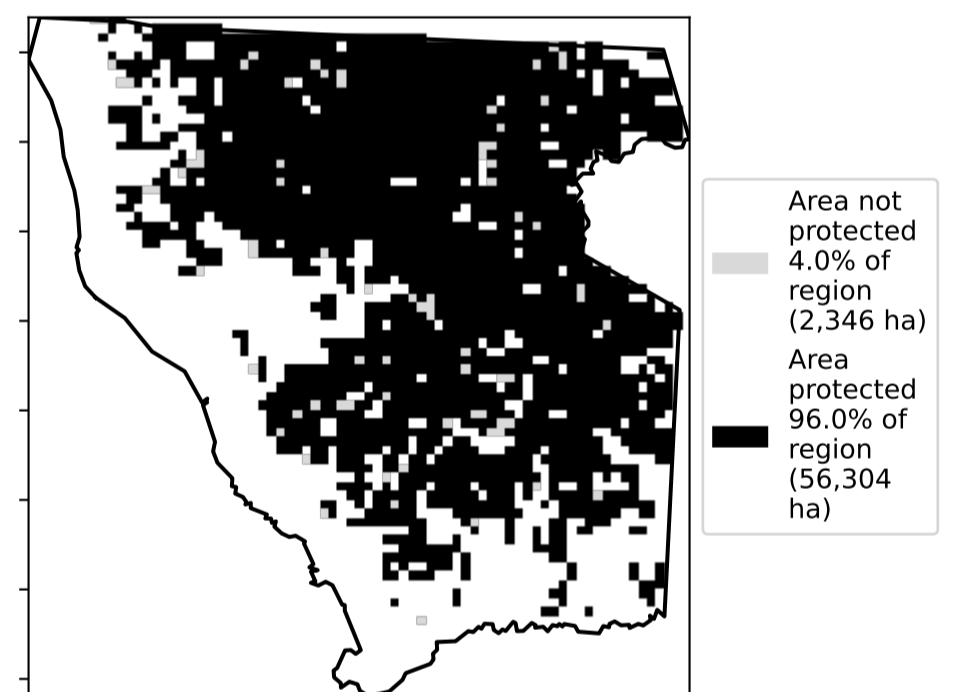 Area not
protected
4.0% of
region
(2,346 ha)
Area
protected
96.0% of
region
(56,304
ha)